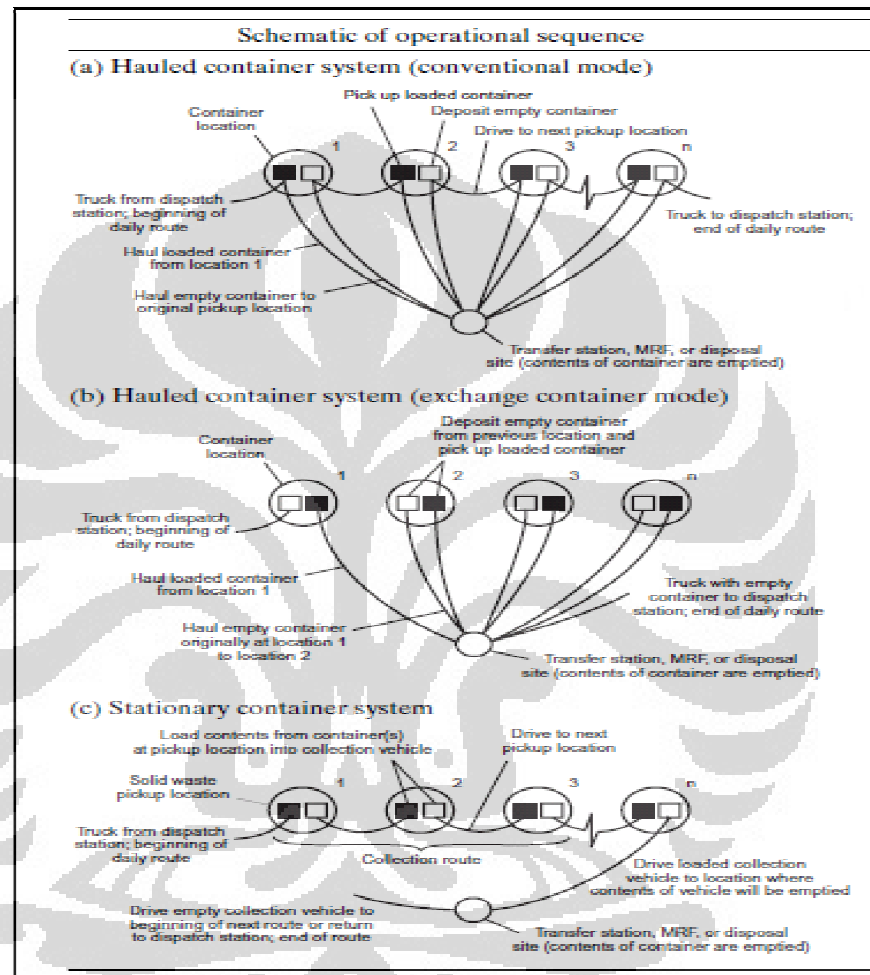 Schematic of operational sequence
(a) Hauled container system (conventional mode)
Pick up loaded container
Container
location
Deposit empty container
Drive to next pickup location
1
2
3
n
Truck from dispatch
station; beginning of
daily route
Truck to dispatch station;
end of daily route
Haul loaded container
from location 1
Haul empty container to
original pickup location
Transfer station, MRF, or disposal
site (contents of container are emptied)
(b) Hauled container system (exchange container mode)
Container
location
Deposit empty container
from previous location and
pick up loaded container
1
2
3
n
Truck from dispatch
station; beginning of
daily route
Haul loaded container
from location 1
Truck with empty
container to dispatch
station; end of daily route
Haul empty container
originally at location 1
to location 2
Transfer station, MRF, or disposal
site (contents of container are emptied)
(c) Stationary container system
Load contents from container(s)
at pickup location into collection vehicle
Drive to next
pickup location
Solid waste
pickup location
1
2
3
n
Truck from dispatch
station; beginning of
daily route
Collection route
Drive loaded collection
vehicle to location where
contents of vehicle will be emptied
Drive empty collection vehicle to
beginning of next route or return
to dispatch station; end of route
Transfer station, MRF, or disposal
site (contents of container are emptied)